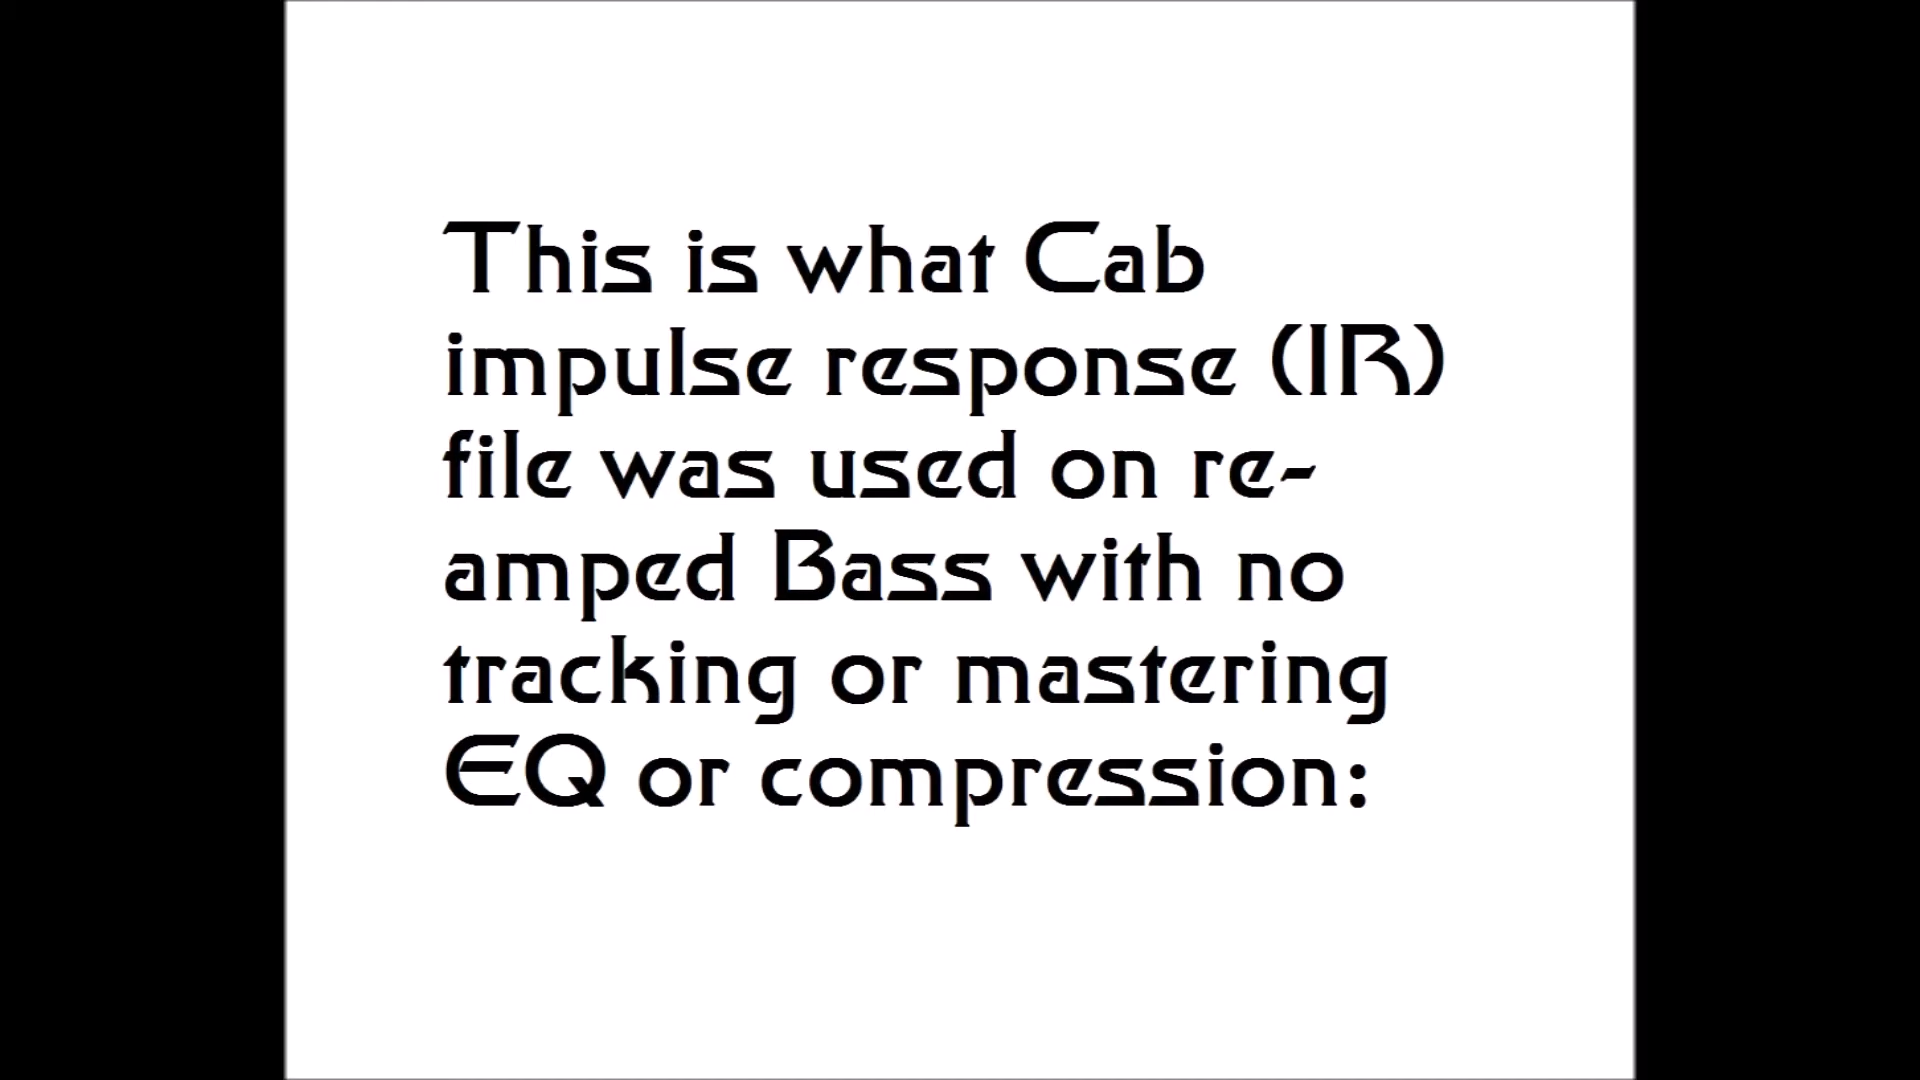 This is what Cab
impulse response (IR)
file was used on re-
amped Bass with no
tracking or mastering
EQ or compression: